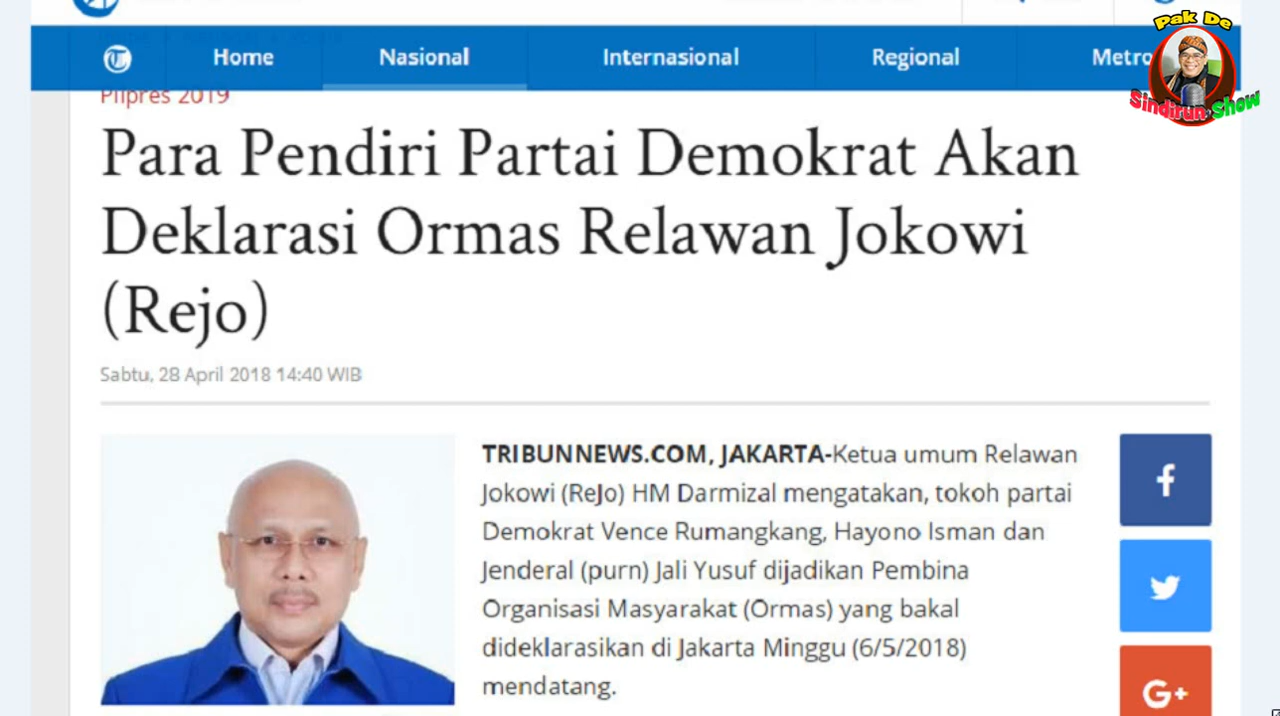 Pak De
Sindirun Show
Home Nasional Internasional Regional Metro
Pilpres 2019
Para Pendiri Partai Demokrat Akan
Deklarasi Ormas Relawan Jokowi
(Rejo)
Sabtu, 28 April 2018 14:40 WIB
TRIBUNNEWS.COM, JAKARTA-Ketua umum Relawan
Jokowi (ReJo) HM Darmizal mengatakan, tokoh partai
Demokrat Vence Rumangkang, Hayono Isman dan
Jenderal (purn) Jali Yusuf dijadikan Pembina
Organisasi Masyarakat (Ormas) yang bakal
dideklarasikan di Jakarta Minggu (6/5/2018)
mendatang.
f
G+